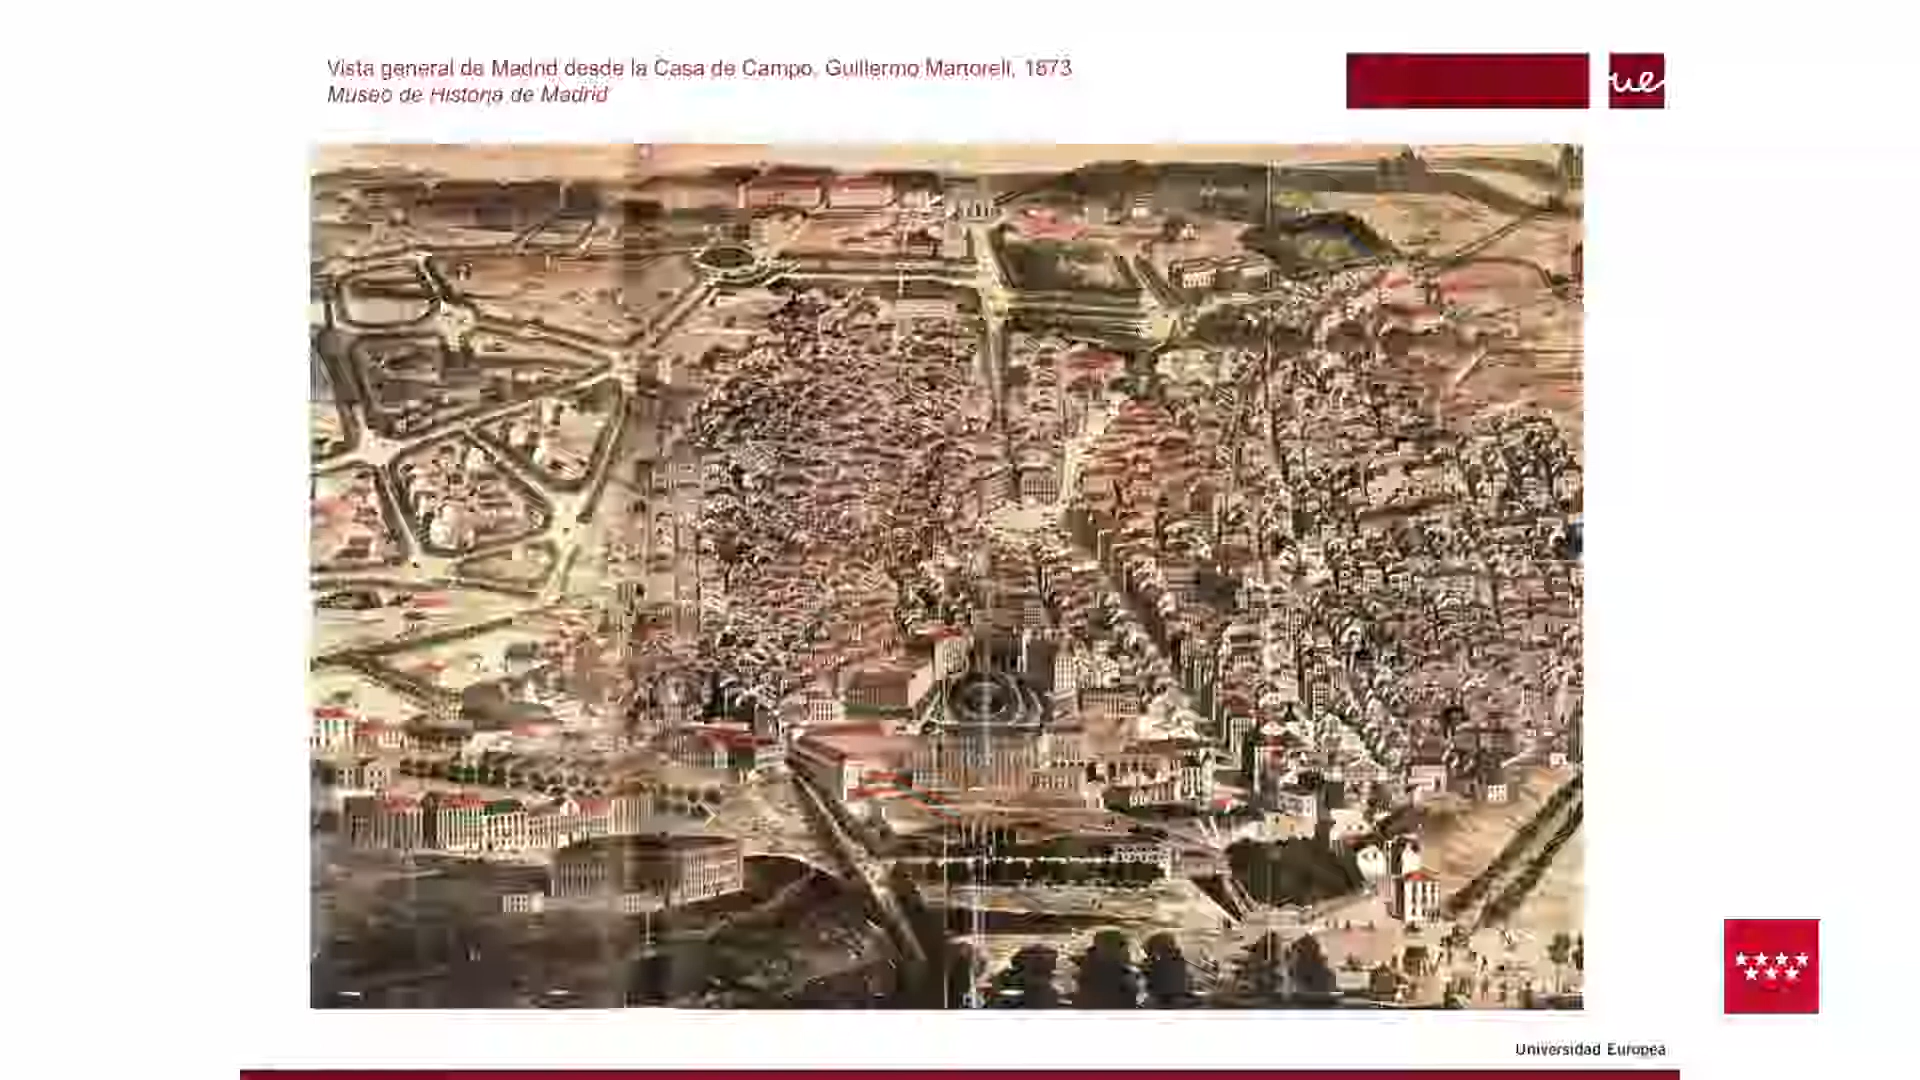 Vista general de Madrid desde la Casa de Campo, Guillermo Martorell, 1873
Museo de Historia de Madrid
ue
Universidad Europea